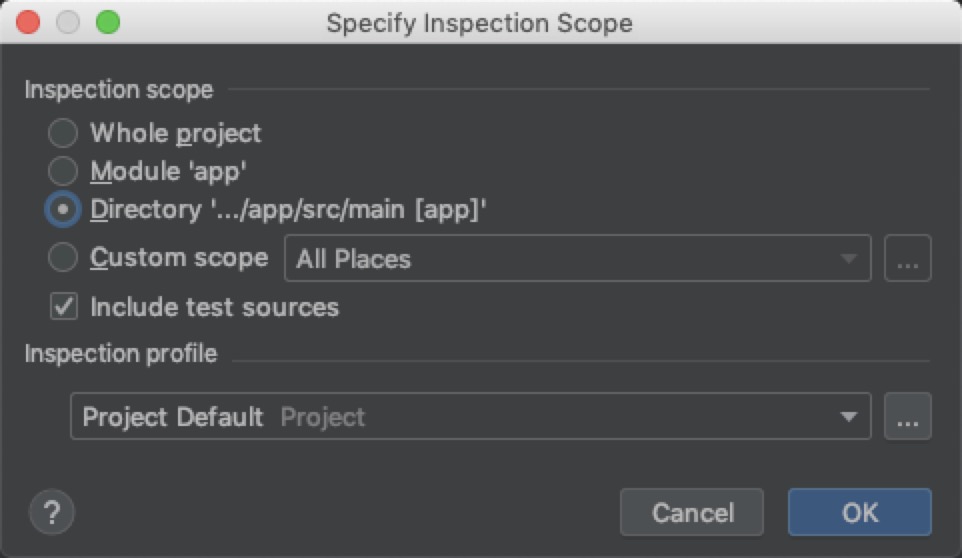 Specify Inspection Scope
Inspection scope
Whole project
Module 'app'
Directory '.../app/src/main [app]'
Custom scope All Places ...
Include test sources
Inspection profile
Project Default Project ...
? Cancel OK